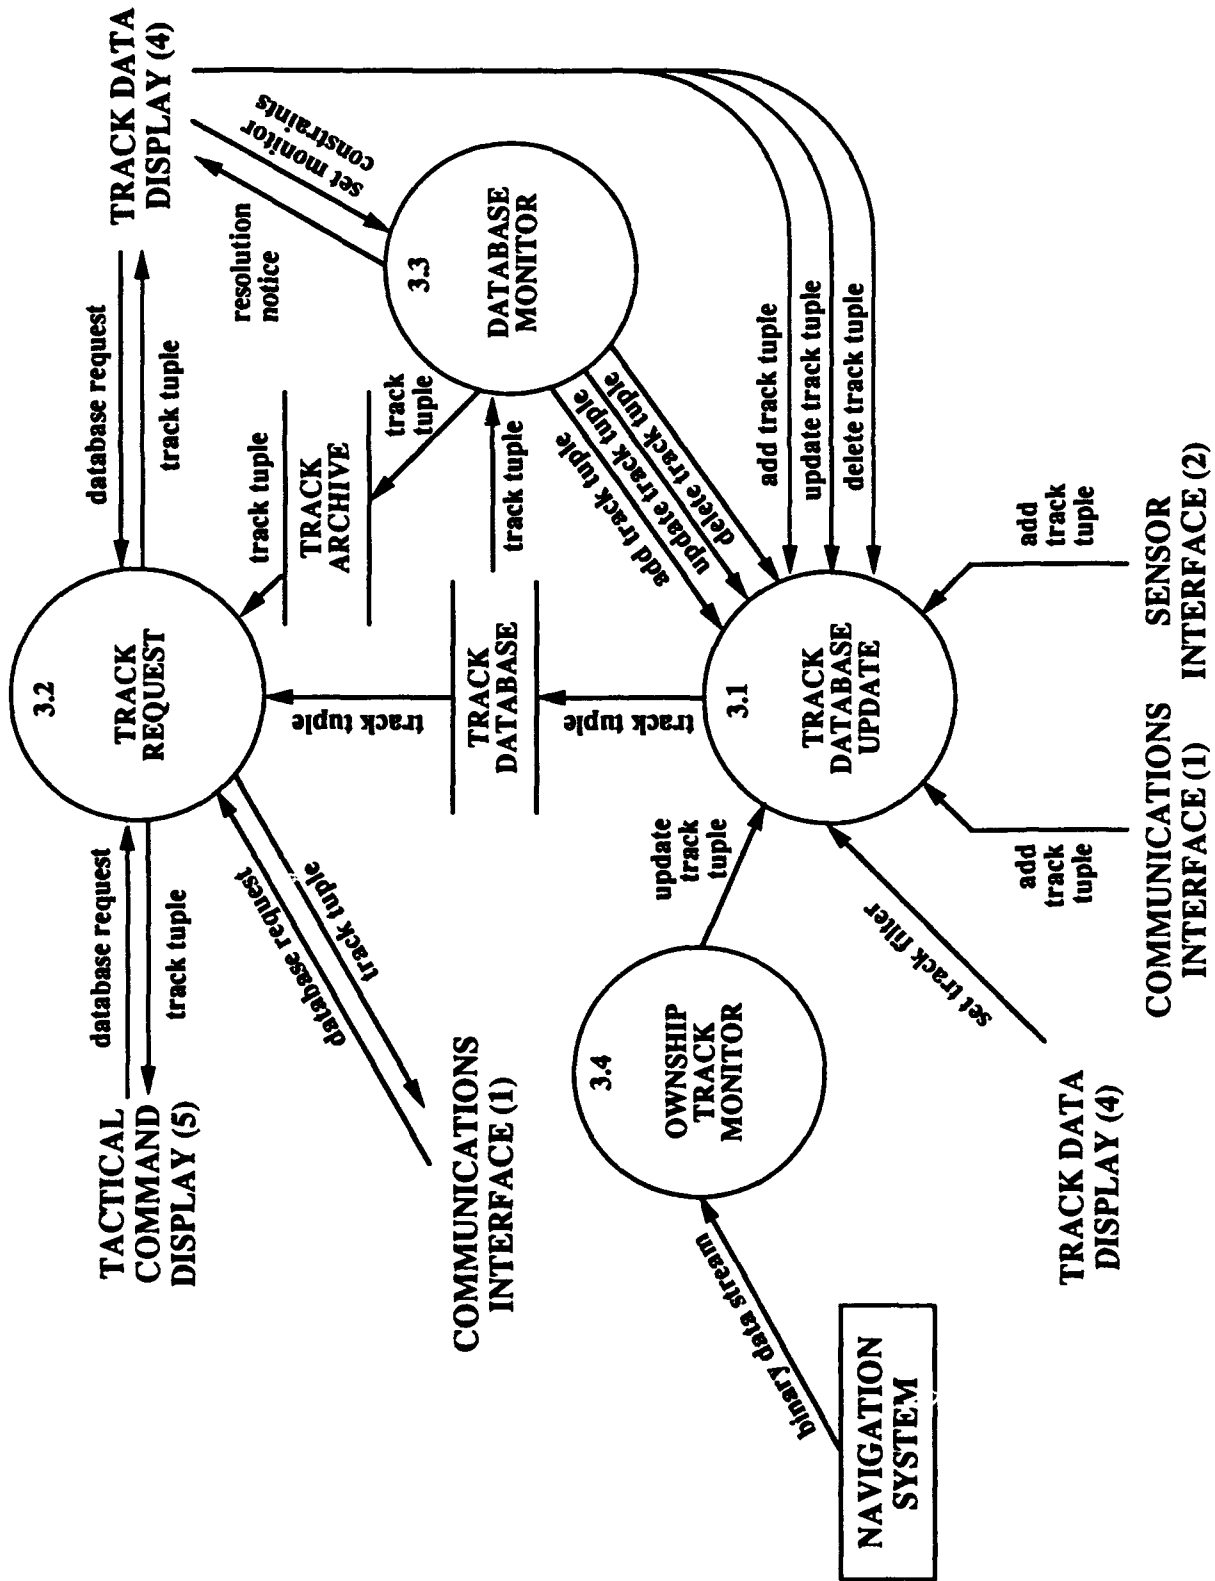 TACTICAL
COMMAND
DISPLAY (5)
database request
track tuple
3.2
TRACK
REQUEST
database request
track tuple
TRACK DATA
DISPLAY (4)
track tuple
TRACK
ARCHIVE
track
tuple
resolution
notice
set monitor
constraints
3.3
DATABASE
MONITOR
database request
track tuple
COMMUNICATIONS
INTERFACE (1)
track tuple
TRACK
DATABASE
track tuple
track tuple
add track tuple
update track tuple
delete track tuple
3.4
OWNSHIP
TRACK
MONITOR
update
track
tuple
3.1
TRACK
DATABASE
UPDATE
add track tuple
update track tuple
delete track tuple
binary data stream
NAVIGATION
SYSTEM
set track filter
TRACK DATA
DISPLAY (4)
add
track
tuple
COMMUNICATIONS
INTERFACE (1)
add
track
tuple
SENSOR
INTERFACE (2)